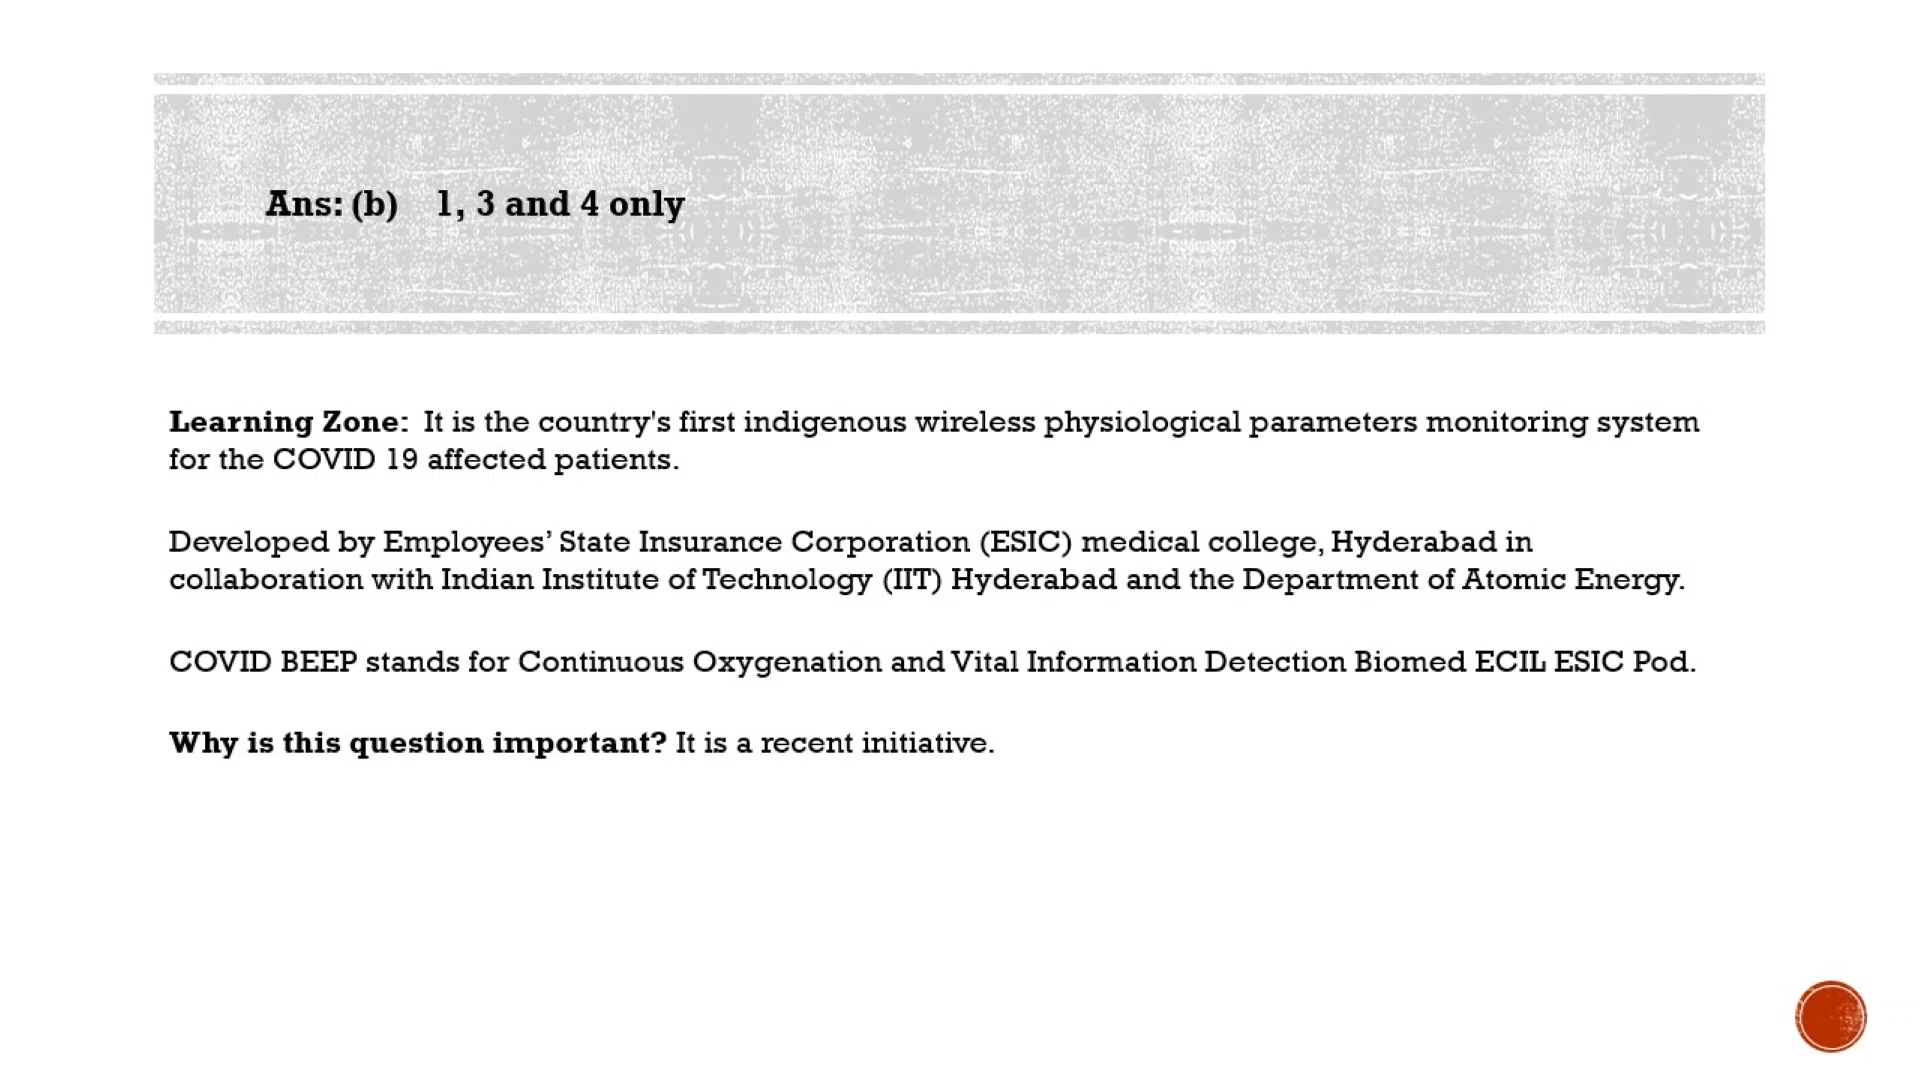 Ans: (b) 1, 3 and 4 only
Learning Zone: It is the country's first indigenous wireless physiological parameters monitoring system
for the COVID 19 affected patients.
Developed by Employees’ State Insurance Corporation (ESIC) medical college, Hyderabad in
collaboration with Indian Institute of Technology (IIT) Hyderabad and the Department of Atomic Energy.
COVID BEEP stands for Continuous Oxygenation and Vital Information Detection Biomed ECIL ESIC Pod.
Why is this question important? It is a recent initiative.